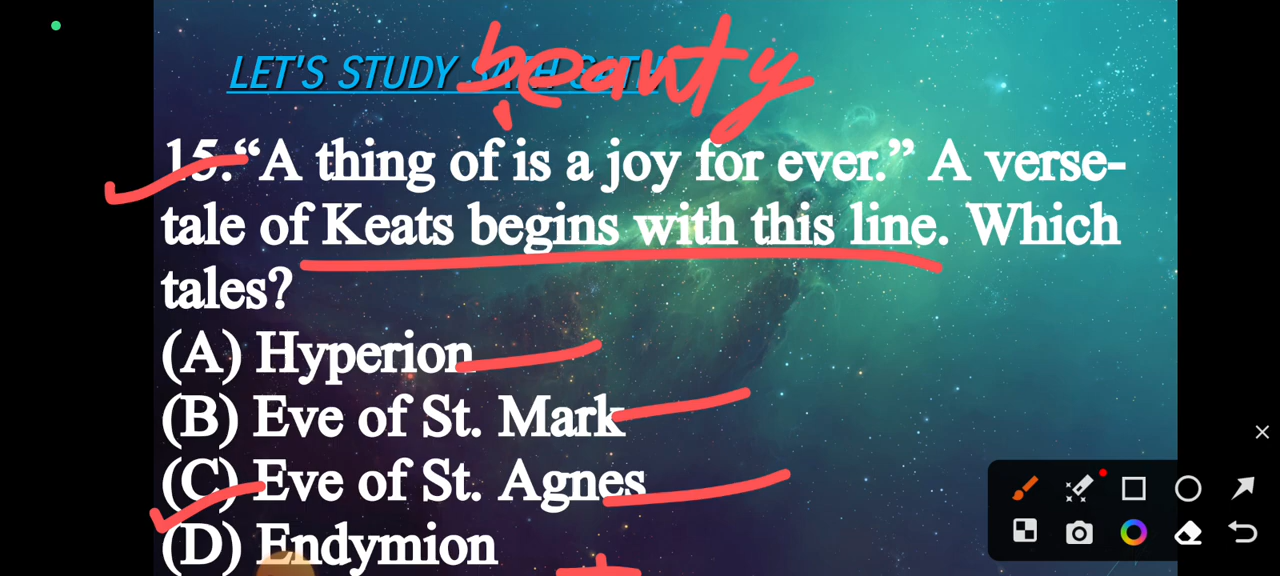 LET'S STUDY
beauty
15.“A thing of is a joy for ever.” A verse-
tale of Keats begins with this line. Which
tales?
(A) Hyperion
(B) Eve of St. Mark
(C) Eve of St. Agnes
(D) Endymion